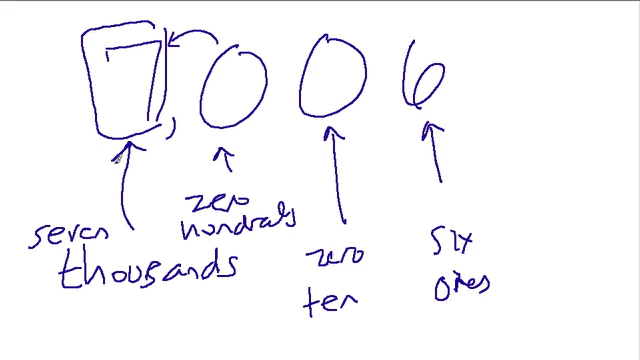 7,006
seven
thousands
zero
hundreds
zero
ten
six
ones